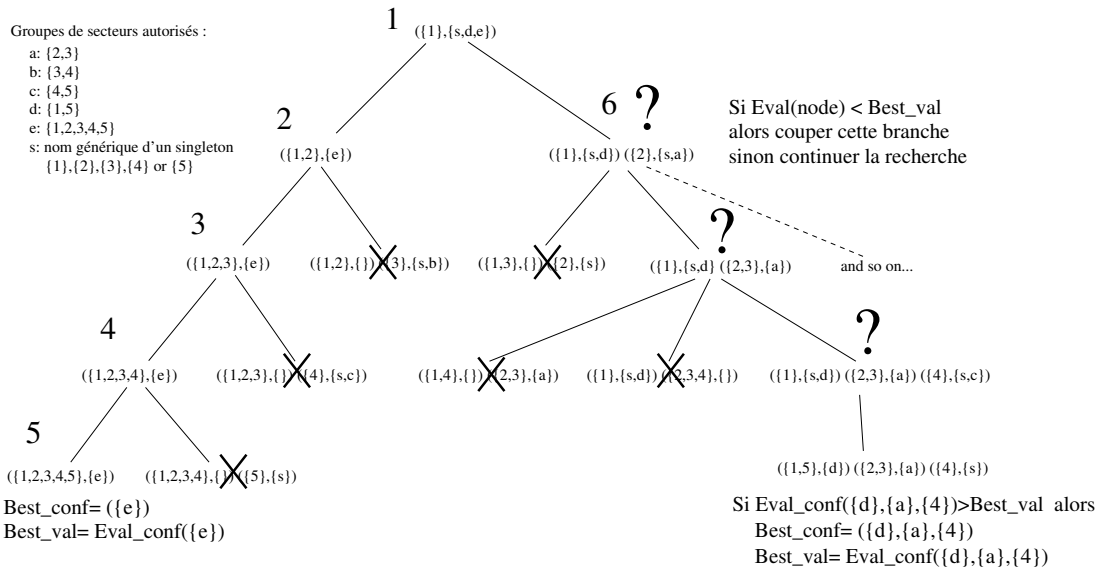 Groupes de secteurs autorisés :
a: {2,3}
b: {3,4}
c: {4,5}
d: {1,5}
e: {1,2,3,4,5}
s: nom générique d'un singleton
{1},{2},{3},{4} or {5}
1
({1},{s,d,e})
2
({1,2},{e})
6 ?
({1},{s,d}) ({2},{s,a})
Si Eval(node) < Best_val
alors couper cette branche
sinon continuer la recherche
3
({1,2,3},{e})
({1,2},{}) ({3},{s,b})
({1,3},{}) ({2},{s})
?
({1},{s,d} ({2,3},{a})
and so on...
4
({1,2,3,4},{e})
({1,2,3},{}) ({4},{s,c})
({1,4},{}) ({2,3},{a})
({1},{s,d}) ({2,3,4},{})
?
({1},{s,d}) ({2,3},{a}) ({4},{s,c})
5
({1,2,3,4,5},{e})
({1,2,3,4},{}) ({5},{s})
({1,5},{d}) ({2,3},{a}) ({4},{s})
Best_conf= ({e})
Best_val= Eval_conf({e})
Si Eval_conf({d},{a},{4})>Best_val alors
Best_conf= ({d},{a},{4})
Best_val= Eval_conf({d},{a},{4})